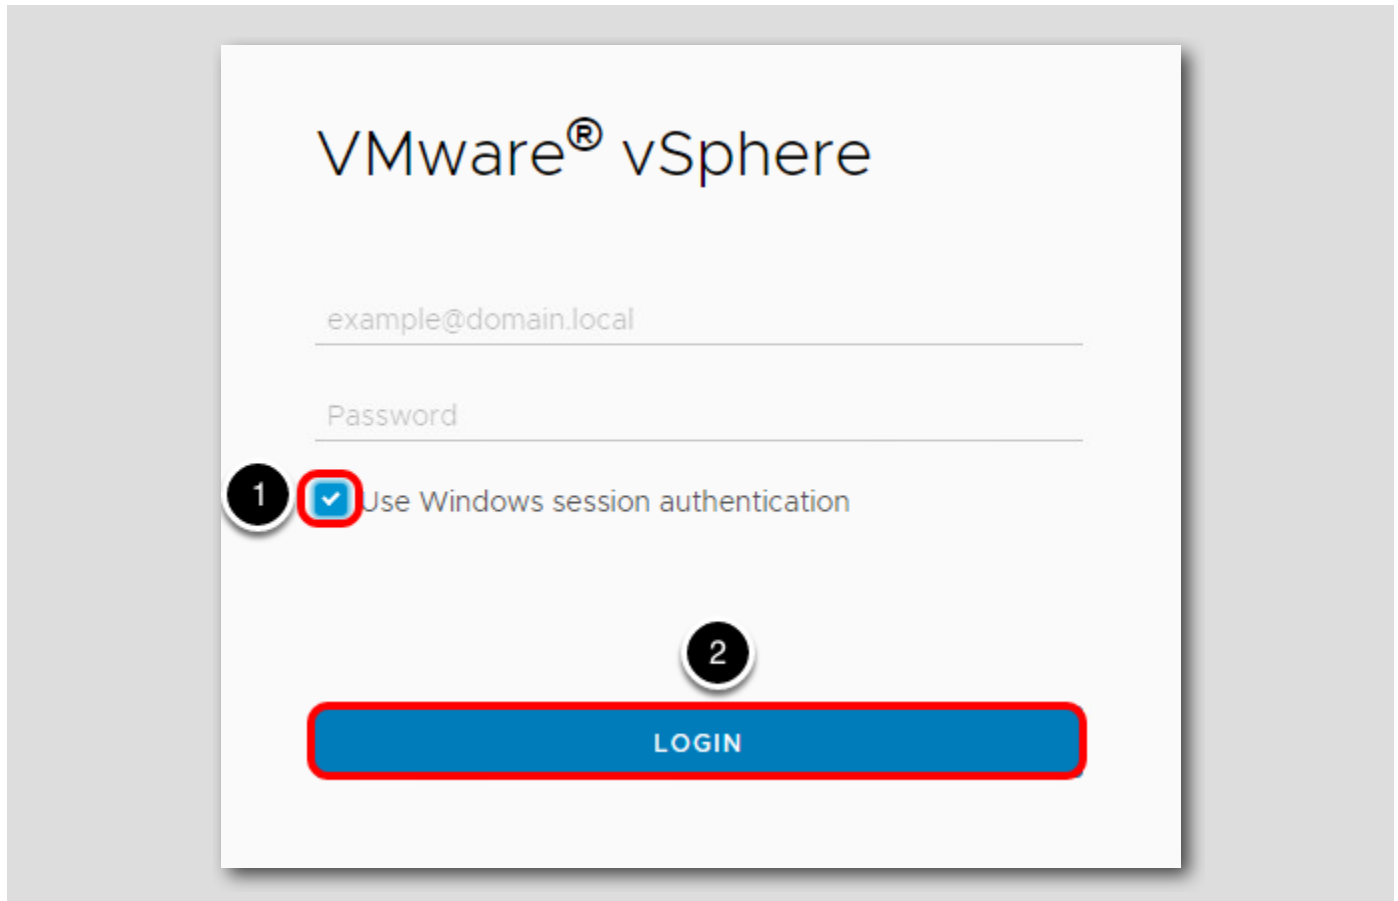 VMware® vSphere
example@domain.local
Password
1
Use Windows session authentication
2
LOGIN